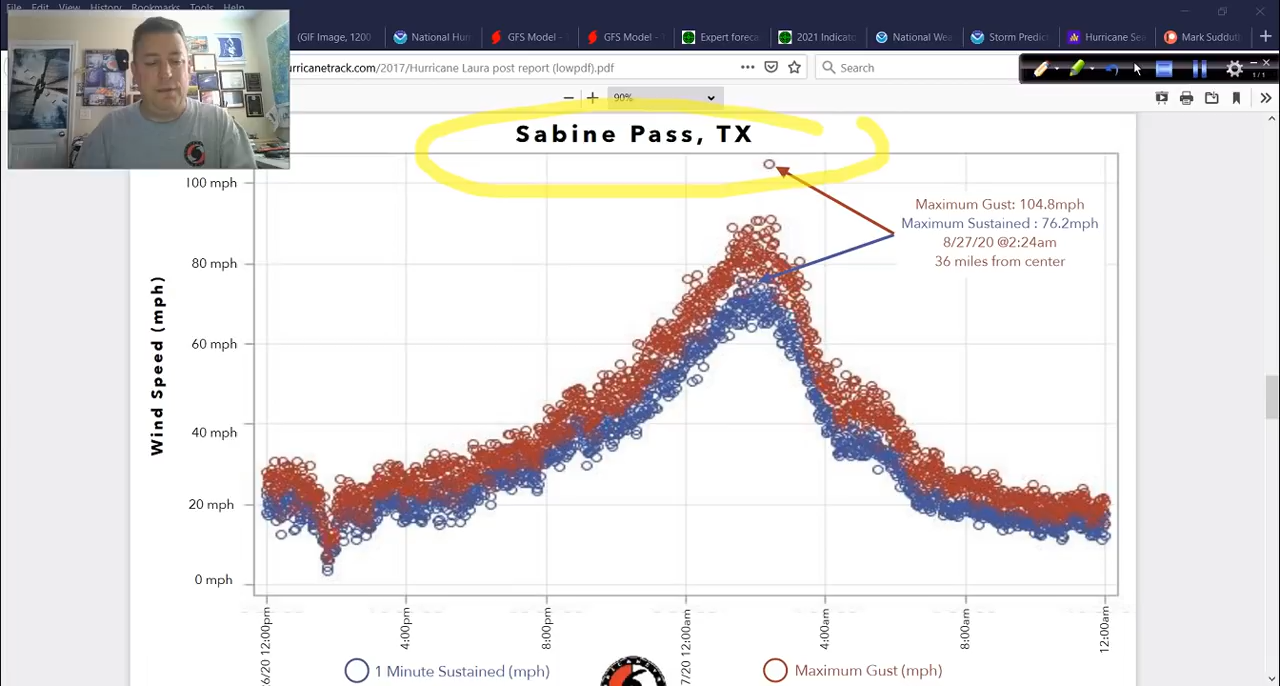 File Edit View History Bookmarks Tools Help
(GIF Image, 1200
National Hur
GFS Model -
GFS Model -
Expert foreca
2021 Indicato
National Wea
Storm Predic
Hurricane Sea
Mark Sudduth
urricanetrack.com/2017/Hurricane Laura post report (lowpdf).pdf
Search
1/1
90%
Sabine Pass, TX
100 mph
80 mph
60 mph
40 mph
20 mph
0 mph
Wind Speed (mph)
Maximum Gust: 104.8mph
Maximum Sustained : 76.2mph
8/27/20 @2:24am
36 miles from center
6/20 12:00pm
4:00pm
8:00pm
7/20 12:00am
4:00am
8:00am
12:00am
1 Minute Sustained (mph)
Maximum Gust (mph)